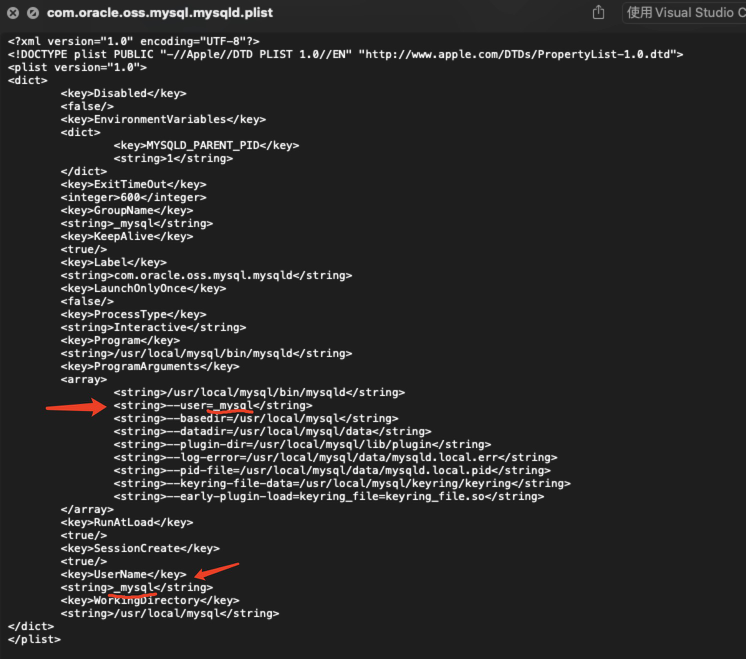 com.oracle.oss.mysql.mysqld.plist
使用Visual Studio C
<?xml version="1.0" encoding="UTF-8"?>
<!DOCTYPE plist PUBLIC "-//Apple//DTD PLIST 1.0//EN" "http://www.apple.com/DTDs/PropertyList-1.0.dtd">
<plist version="1.0">
<dict>
<key>Disabled</key>
<false/>
<key>EnvironmentVariables</key>
<dict>
<key>MYSQLD_PARENT_PID</key>
<string>1</string>
</dict>
<key>ExitTimeOut</key>
<integer>600</integer>
<key>GroupName</key>
<string>_mysql</string>
<key>KeepAlive</key>
<true/>
<key>Label</key>
<string>com.oracle.oss.mysql.mysqld</string>
<key>LaunchOnlyOnce</key>
<false/>
<key>ProcessType</key>
<string>Interactive</string>
<key>Program</key>
<string>/usr/local/mysql/bin/mysqld</string>
<key>ProgramArguments</key>
<array>
<string>/usr/local/mysql/bin/mysqld</string>
<string>--user=_mysql</string>
<string>--basedir=/usr/local/mysql</string>
<string>--datadir=/usr/local/mysql/data</string>
<string>--plugin-dir=/usr/local/mysql/lib/plugin</string>
<string>--log-error=/usr/local/mysql/data/mysqld.local.err</string>
<string>--pid-file=/usr/local/mysql/data/mysqld.local.pid</string>
<string>--keyring-file-data=/usr/local/mysql/keyring/keyring</string>
<string>--early-plugin-load=keyring_file=keyring_file.so</string>
</array>
<key>RunAtLoad</key>
<true/>
<key>SessionCreate</key>
<true/>
<key>UserName</key>
<string>_mysql</string>
<key>WorkingDirectory</key>
<string>/usr/local/mysql</string>
</dict>
</plist>